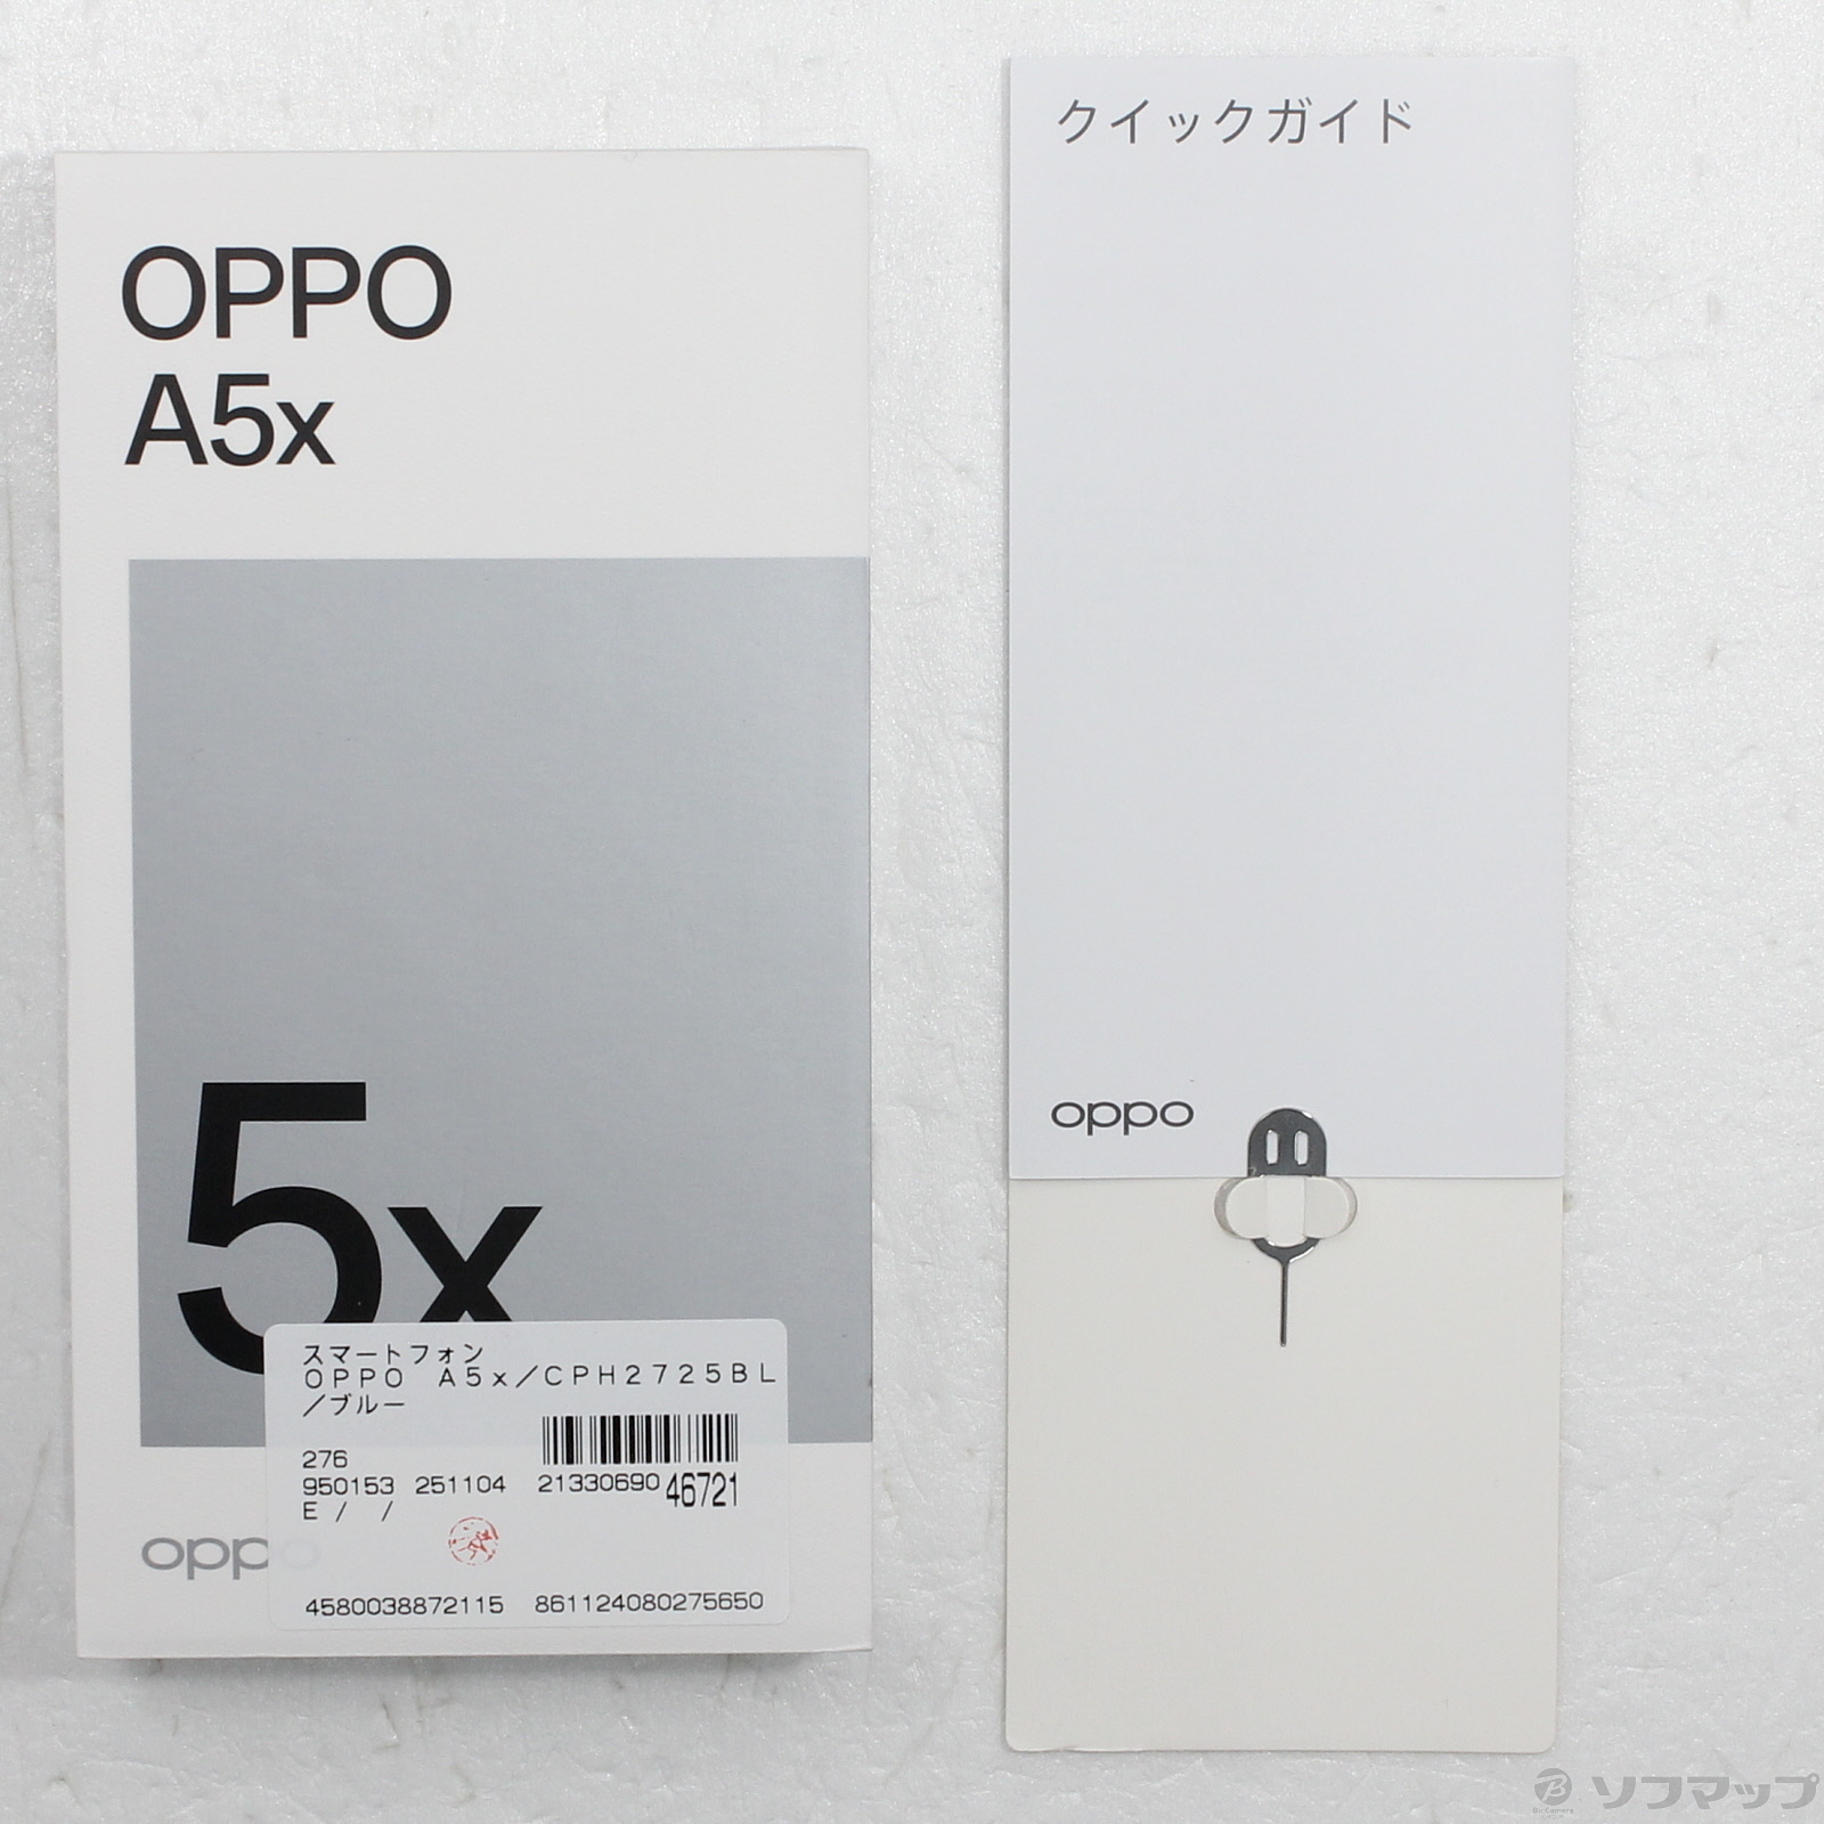 OPPO
A5x
5x
スマートフォン
OPPO A5x/CPH2725BL
/ブルー
276
950153 251104 2133069046721
E / /
oppo
4580038872115 861124080275650
クイックガイド
oppo
ソフマップ